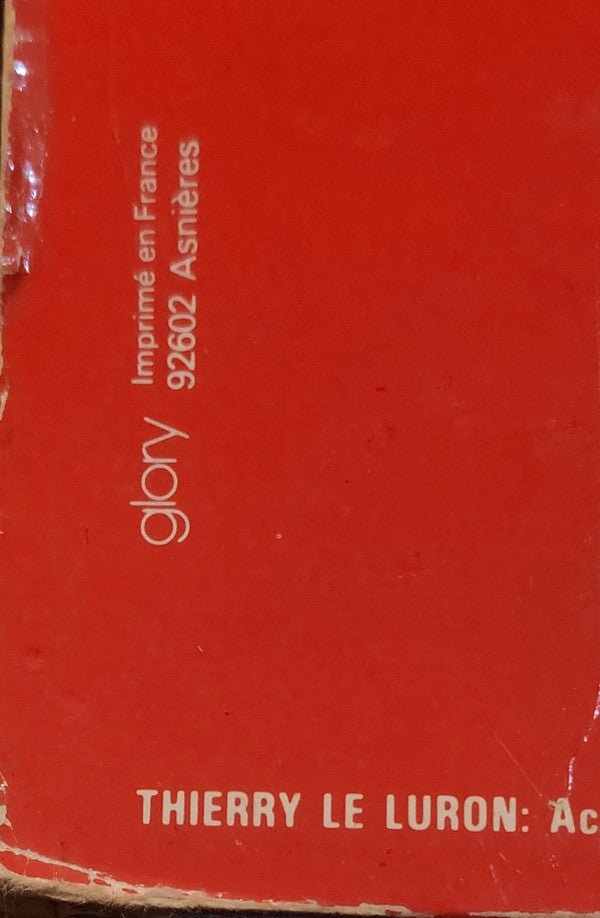 glory
Imprimé en France
92602 Asnières
THIERRY LE LURON: Ac